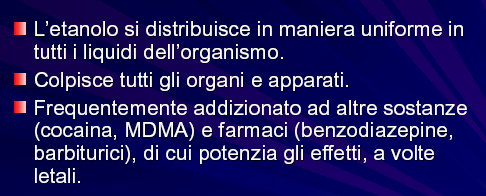 L’etanolo si distribuisce in maniera uniforme in
tutti i liquidi dell’organismo.
Colpisce tutti gli organi e apparati.
Frequentemente addizionato ad altre sostanze
(cocaina, MDMA) e farmaci (benzodiazepine,
barbiturici), di cui potenzia gli effetti, a volte
letali.